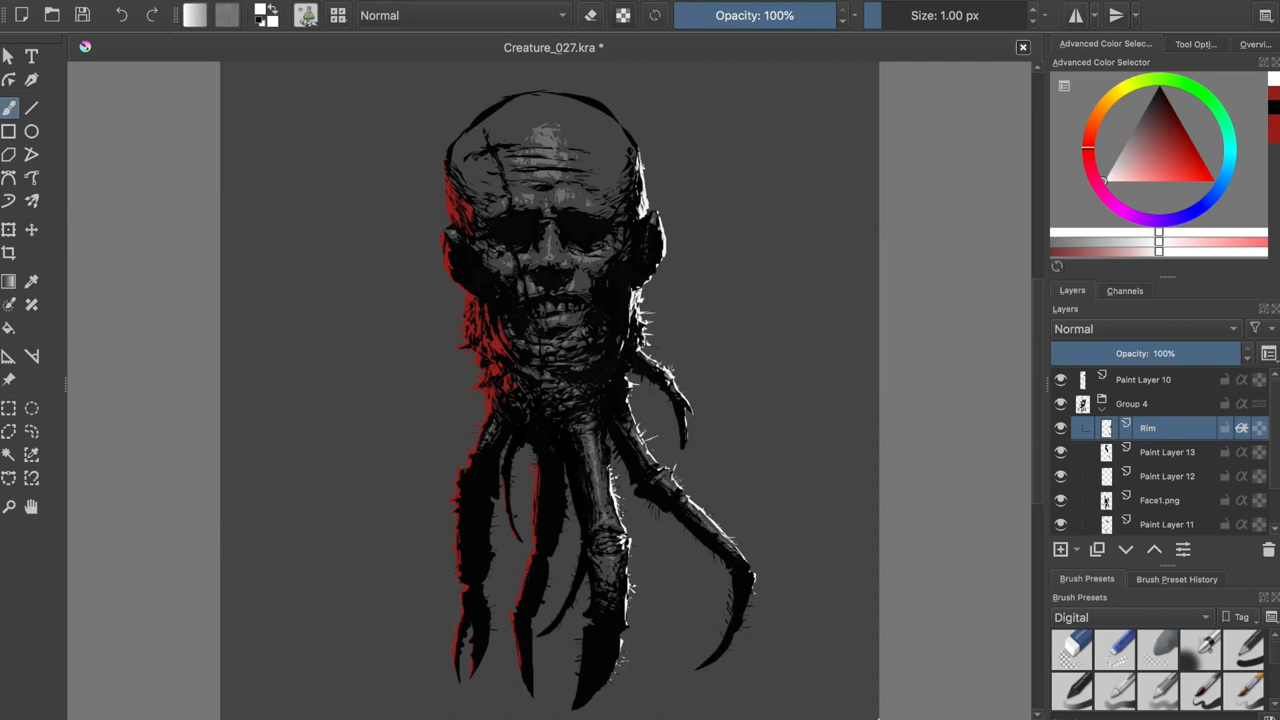 Normal
Opacity: 100%
Size: 1.00 px
Creature_027.kra *
Advanced Color Selec...
Tool Opti...
Overvi...
Advanced Color Selector
Layers
Channels
Layers
Normal
Opacity: 100%
Paint Layer 10
Group 4
Rim
Paint Layer 13
Paint Layer 12
Face1.png
Paint Layer 11
Brush Presets
Brush Preset History
Brush Presets
Digital
Tag